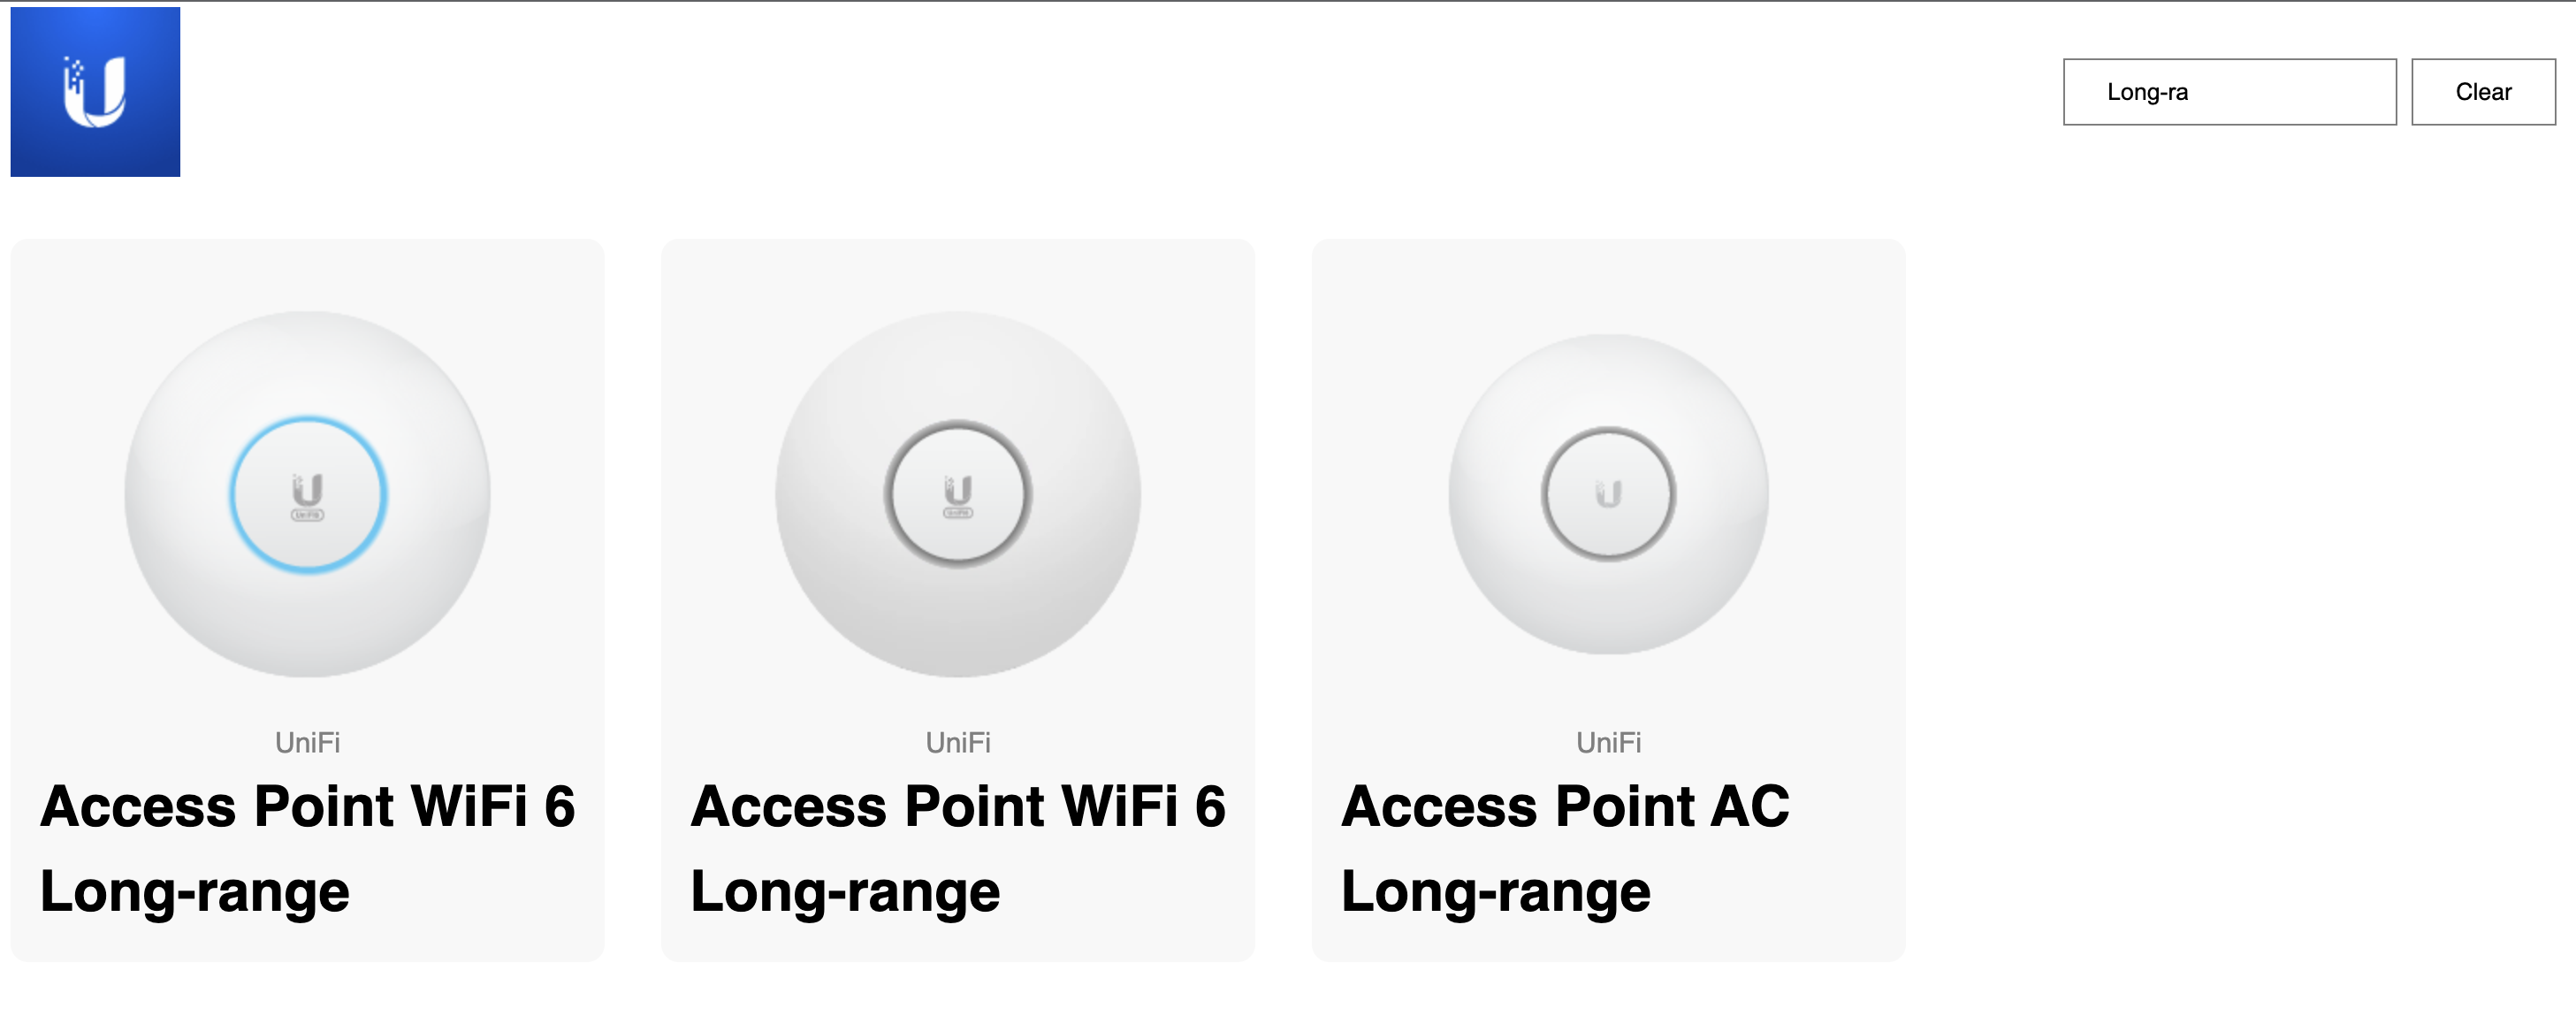 Long-ra
Clear
UniFi
Access Point WiFi 6
Long-range
UniFi
Access Point WiFi 6
Long-range
UniFi
Access Point AC
Long-range